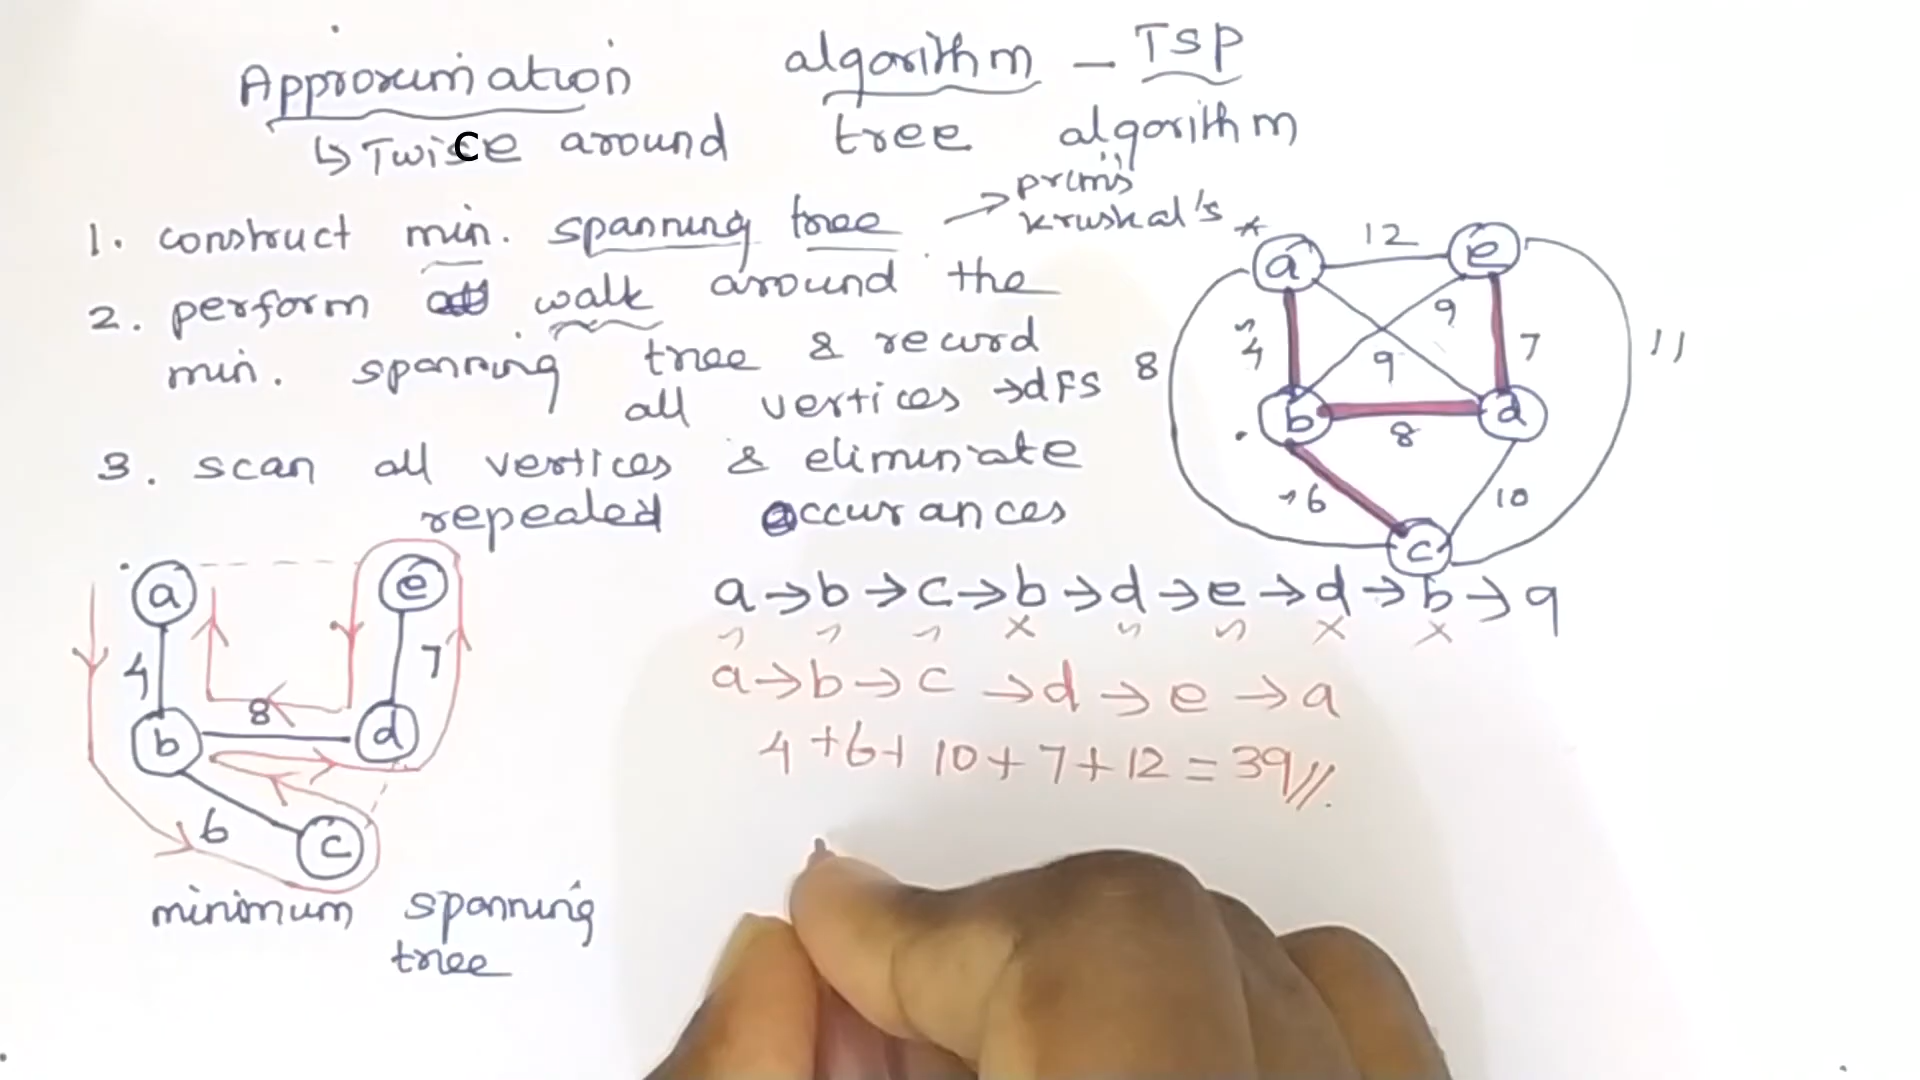 Approximation algorithm - TSP
↳ Twice around tree algorithm
1. construct min. spanning tree → prims
kruskal's
2. perform walk around the
min. spanning tree & record
all vertices → dFS
3. scan all vertices & eliminate
repeated occurances
a 12 e
9
4 9 7 11
8
b 8 d
6 10
c
a → b → c → b → d → e → d → b → a
a → b → c → d → e → a
4 + 6 + 10 + 7 + 12 = 39 //.
a e
4 7
b 8 d
6 c
minimum spanning
tree